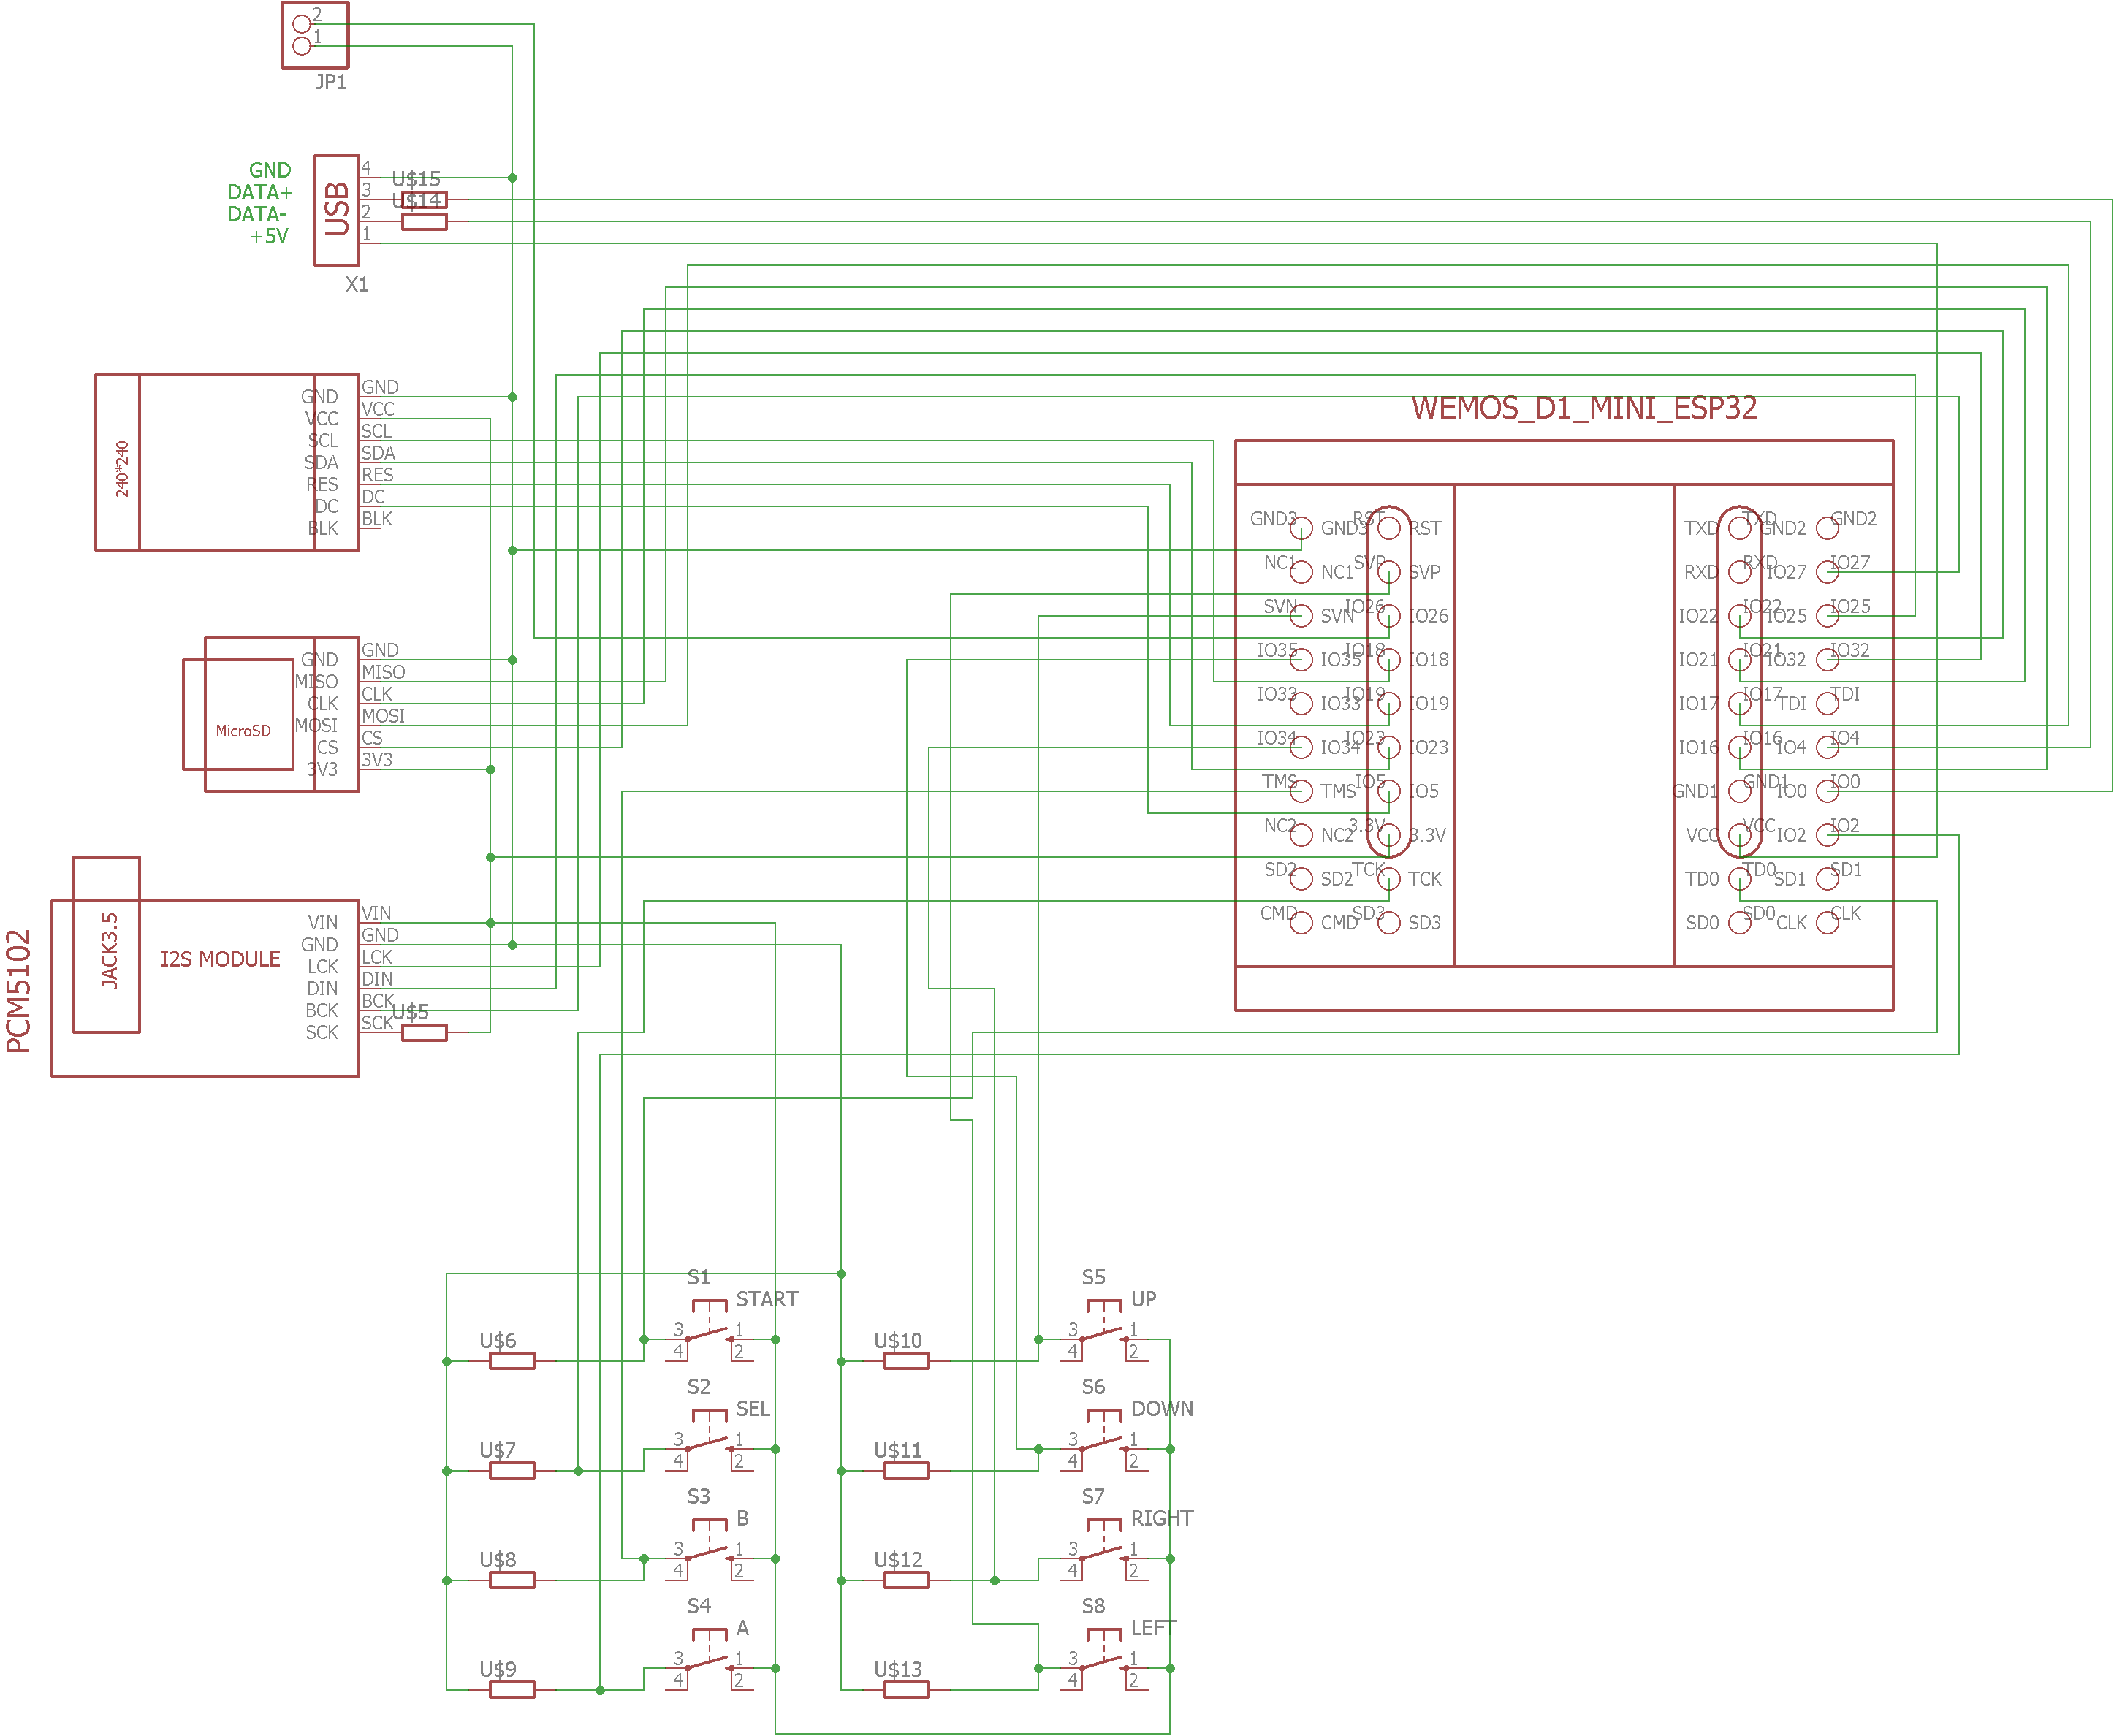 2
1
JP1
GND
DATA+
DATA-
+5V
USB
4
3
2
1
U$15
U$14
X1
240*240
GND
VCC
SCL
SDA
RES
DC
BLK
GND
VCC
SCL
SDA
RES
DC
BLK
MicroSD
GND
MISO
CLK
MOSI
CS
3V3
GND
MISO
CLK
MOSI
CS
3V3
PCM5102
JACK3.5
I2S MODULE
VIN
GND
LCK
DIN
BCK
SCK
VIN
GND
LCK
DIN
BCK
SCK
U$5
WEMOS_D1_MINI_ESP32
GND3 GND3 RST RST TXD TXD GND2 GND2
NC1 NC1 SVP SVP RXD RXD IO27 IO27
SVN SVN IO26 IO26 IO22 IO22 IO25 IO25
IO35 IO35 IO18 IO18 IO21 IO21 IO32 IO32
IO33 IO33 IO19 IO19 IO17 IO17 TDI TDI
IO34 IO34 IO23 IO23 IO16 IO16 IO4 IO4
TMS TMS IO5 IO5 GND1 GND1 IO0 IO0
NC2 NC2 3.3V 3.3V VCC VCC IO2 IO2
SD2 SD2 TCK TCK TD0 TD0 SD1 SD1
CMD CMD SD3 SD3 SD0 SD0 CLK CLK
S1
START
U$6
3 1
4 2
S2
SEL
U$7
3 1
4 2
S3
B
U$8
3 1
4 2
S4
A
U$9
3 1
4 2
S5
UP
U$10
3 1
4 2
S6
DOWN
U$11
3 1
4 2
S7
RIGHT
U$12
3 1
4 2
S8
LEFT
U$13
3 1
4 2